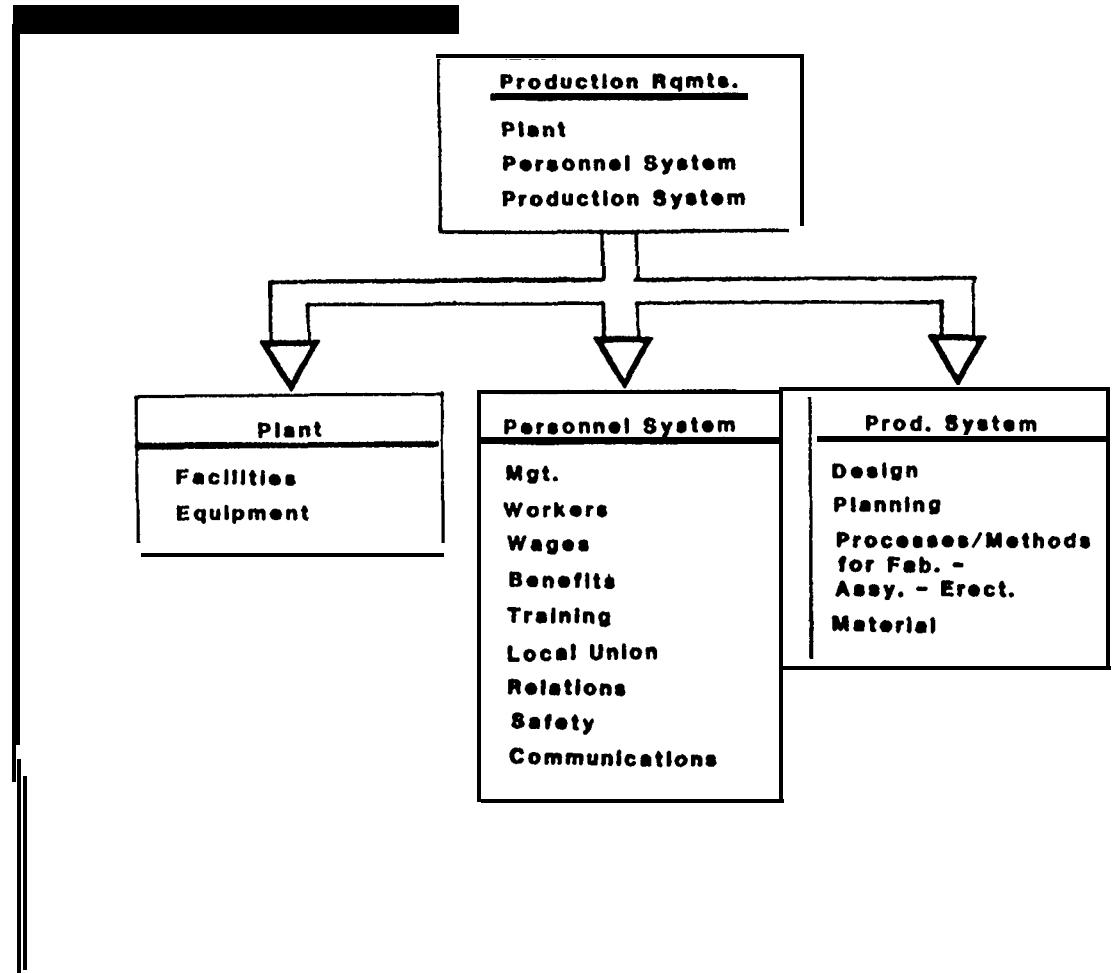 Production Rqmts.
Plant
Personnel System
Production System
Plant
Facilities
Equipment
Personnel System
Mgt.
Workers
Wages
Benefits
Training
Local Union
Relations
Safety
Communications
Prod. System
Design
Planning
Processes/Methods
for Fab. -
Assy. - Erect.
Material